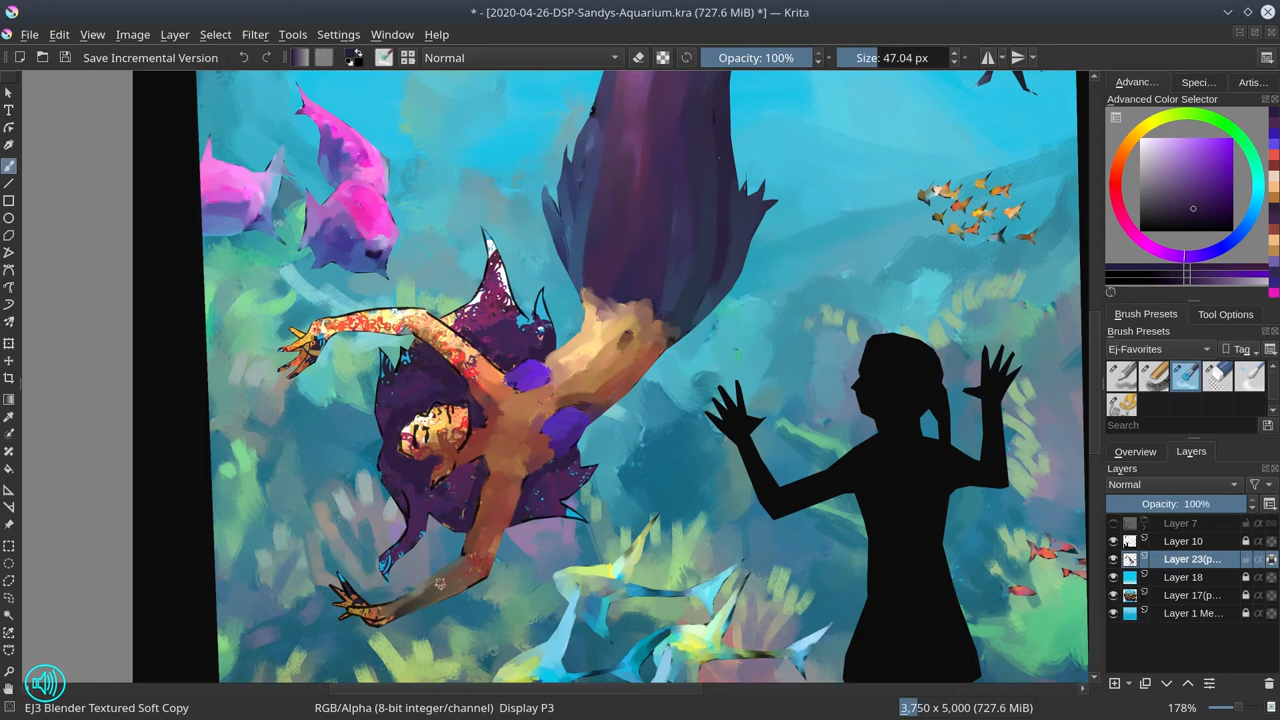 * - [2020-04-26-DSP-Sandys-Aquarium.kra (727.6 MiB) *] — Krita
File Edit View Image Layer Select Filter Tools Settings Window Help
Save Incremental Version Normal Opacity: 100% Size: 47.04 px
Advanc... Speci... Artis...
Advanced Color Selector
Brush Presets Tool Options
Brush Presets
Ej-Favorites Tag
Search
Overview Layers
Layers
Normal
Opacity: 100%
Layer 7
Layer 10
Layer 23(p...
Layer 18
Layer 17(p...
Layer 1 Me...
EJ3 Blender Textured Soft Copy RGB/Alpha (8-bit integer/channel) Display P3 3,750 x 5,000 (727.6 MiB) 178%